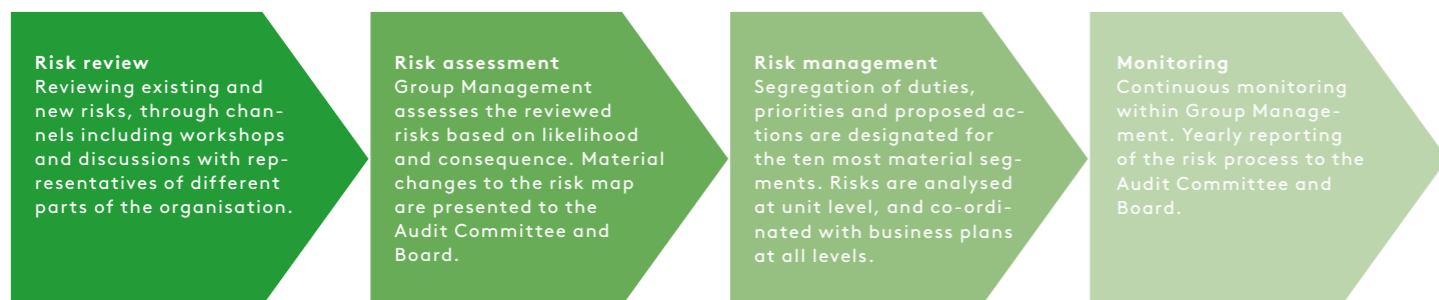 Risk review
Reviewing existing and
new risks, through chan-
nels including workshops
and discussions with rep-
resentatives of different
parts of the organisation.
Risk assessment
Group Management
assesses the reviewed
risks based on likelihood
and consequence. Material
changes to the risk map
are presented to the
Audit Committee and
Board.
Risk management
Segregation of duties,
priorities and proposed ac-
tions are designated for
the ten most material seg-
ments. Risks are analysed
at unit level, and co-ordi-
nated with business plans
at all levels.
Monitoring
Continuous monitoring
within Group Manage-
ment. Yearly reporting
of the risk process to the
Audit Committee and
Board.